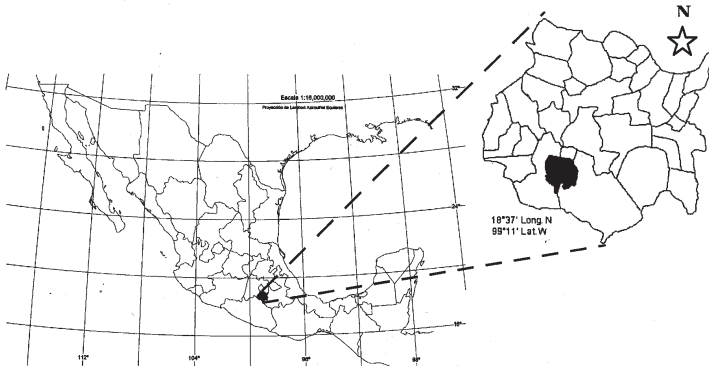 N
Escala 1:16,000,000
Proyección de Lambert Azimuthal Equiarea
32°
24°
18°37' Long. N
99°11' Lat. W
16°
112°
104°
96°
88°